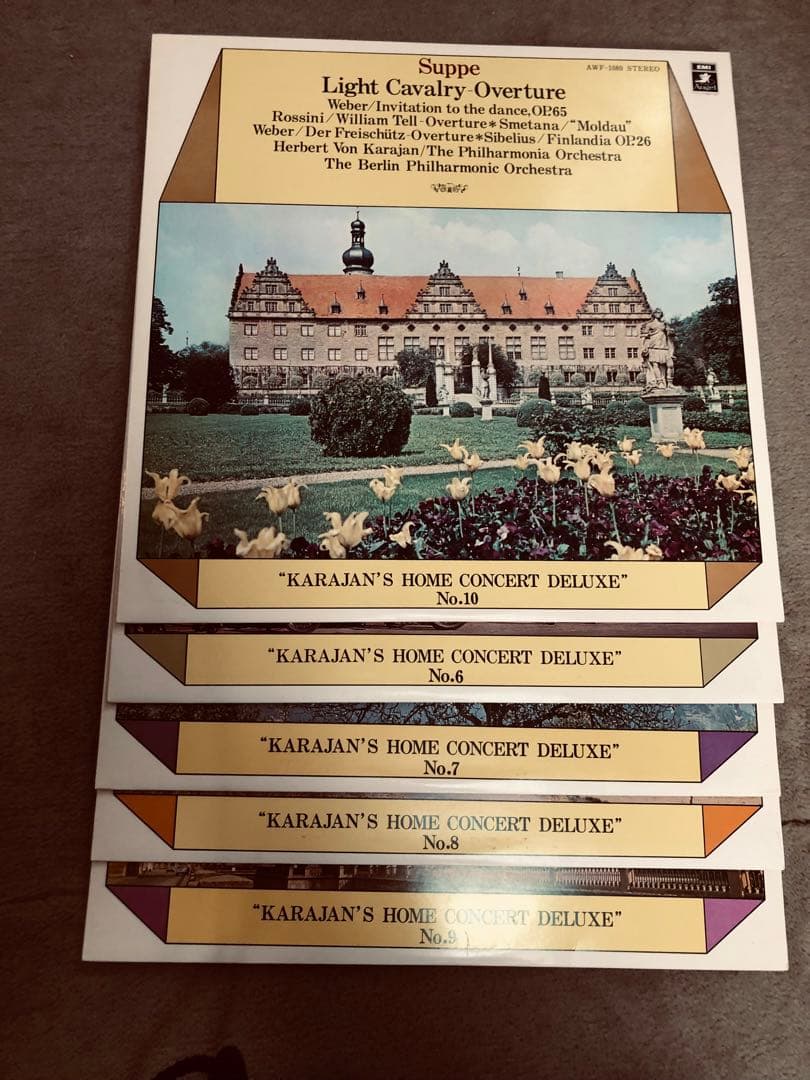 Suppe
AWF-1089 STEREO
EMI
Angel
Light Cavalry-Overture
Weber/Invitation to the dance,OP.65
Rossini/William Tell-Overture* Smetana/"Moldau"
Weber/Der Freischütz-Overture*Sibelius/Finlandia OP.26
Herbert Von Karajan/The Philharmonia Orchestra
The Berlin Philharmonic Orchestra
"KARAJAN'S HOME CONCERT DELUXE"
No.10
"KARAJAN'S HOME CONCERT DELUXE"
No.6
"KARAJAN'S HOME CONCERT DELUXE"
No.7
"KARAJAN'S HOME CONCERT DELUXE"
No.8
"KARAJAN'S HOME CONCERT DELUXE"
No.9